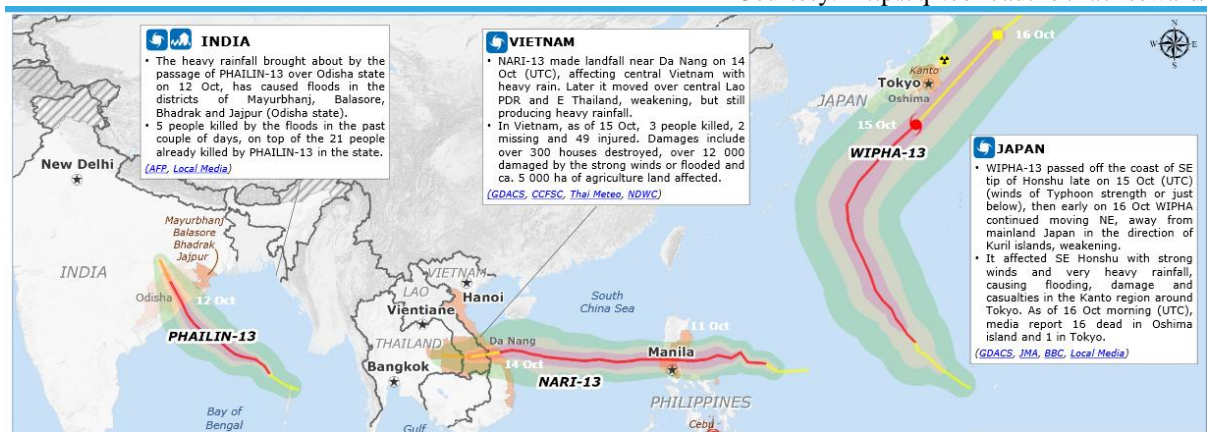 INDIA
• The heavy rainfall brought about by the
passage of PHAILIN-13 over Odisha state
on 12 Oct, has caused floods in the
districts of Mayurbhanj, Balasore,
Bhadrak and Jajpur (Odisha state).
• 5 people killed by the floods in the past
couple of days, on top of the 21 people
already killed by PHAILIN-13 in the state.
(AFP, Local Media)
VIETNAM
• NARI-13 made landfall near Da Nang on 14
Oct (UTC), affecting central Vietnam with
heavy rain. Later it moved over central Lao
PDR and E Thailand, weakening, but still
producing heavy rainfall.
• In Vietnam, as of 15 Oct, 3 people killed, 2
missing and 49 injured. Damages include
over 300 houses destroyed, over 12 000
damaged by the strong winds or flooded and
ca. 5 000 ha of agriculture land affected.
(GDACS, CCFSC, Thai Meteo, NDWC)
JAPAN
• WIPHA-13 passed off the coast of SE
tip of Honshu late on 15 Oct (UTC)
(winds of Typhoon strength or just
below), then early on 16 Oct WIPHA
continued moving NE, away from
mainland Japan in the direction of
Kuril islands, weakening.
• It affected SE Honshu with strong
winds and very heavy rainfall,
causing flooding, damage and
casualties in the Kanto region around
Tokyo. As of 16 Oct morning (UTC),
media report 16 dead in Oshima
island and 1 in Tokyo.
(GDACS, JMA, BBC, Local Media)
N
W E
S
16 Oct
Kanto
Tokyo
Oshima
JAPAN
15 Oct
WIPHA-13
New Delhi
Mayurbhanj
Balasore
Bhadrak
Jajpur
INDIA
Odisha
12 Oct
PHAILIN-13
Bay of
Bengal
VIETNAM
LAO
Hanoi
Vientiane
THAILAND
Da Nang
14 Oct
Bangkok
NARI-13
Gulf
South
China Sea
11 Oct
Manila
PHILIPPINES
Cebu